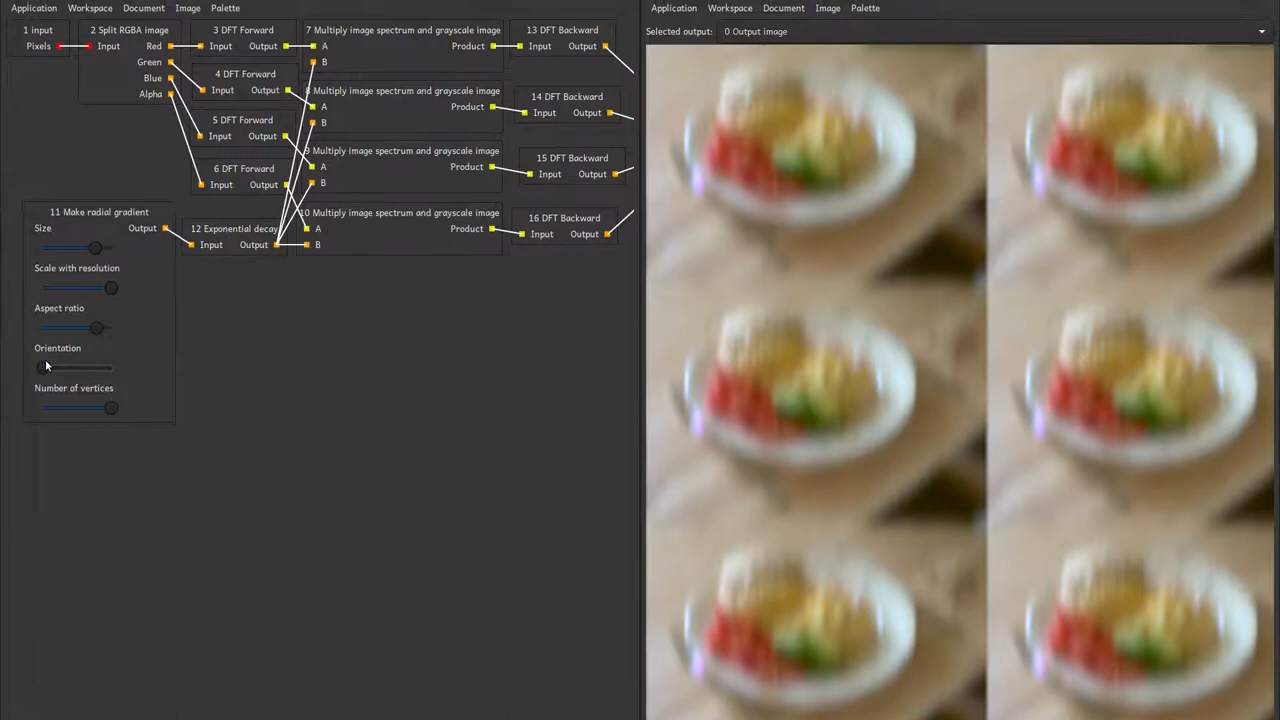 Application Workspace Document Image Palette
1 input
Pixels
2 Split RGBA image
Input Red
Green
Blue
Alpha
3 DFT Forward
Input Output
4 DFT Forward
Input Output
5 DFT Forward
Input Output
6 DFT Forward
Input Output
7 Multiply image spectrum and grayscale image
A Product
B
8 Multiply image spectrum and grayscale image
A Product
B
9 Multiply image spectrum and grayscale image
A Product
B
10 Multiply image spectrum and grayscale image
A Product
B
13 DFT Backward
Input Output
14 DFT Backward
Input Output
15 DFT Backward
Input Output
16 DFT Backward
Input Output
11 Make radial gradient
Size Output
Scale with resolution
Aspect ratio
Orientation
Number of vertices
12 Exponential decay
Input Output
Application Workspace Document Image Palette
Selected output: 0 Output image